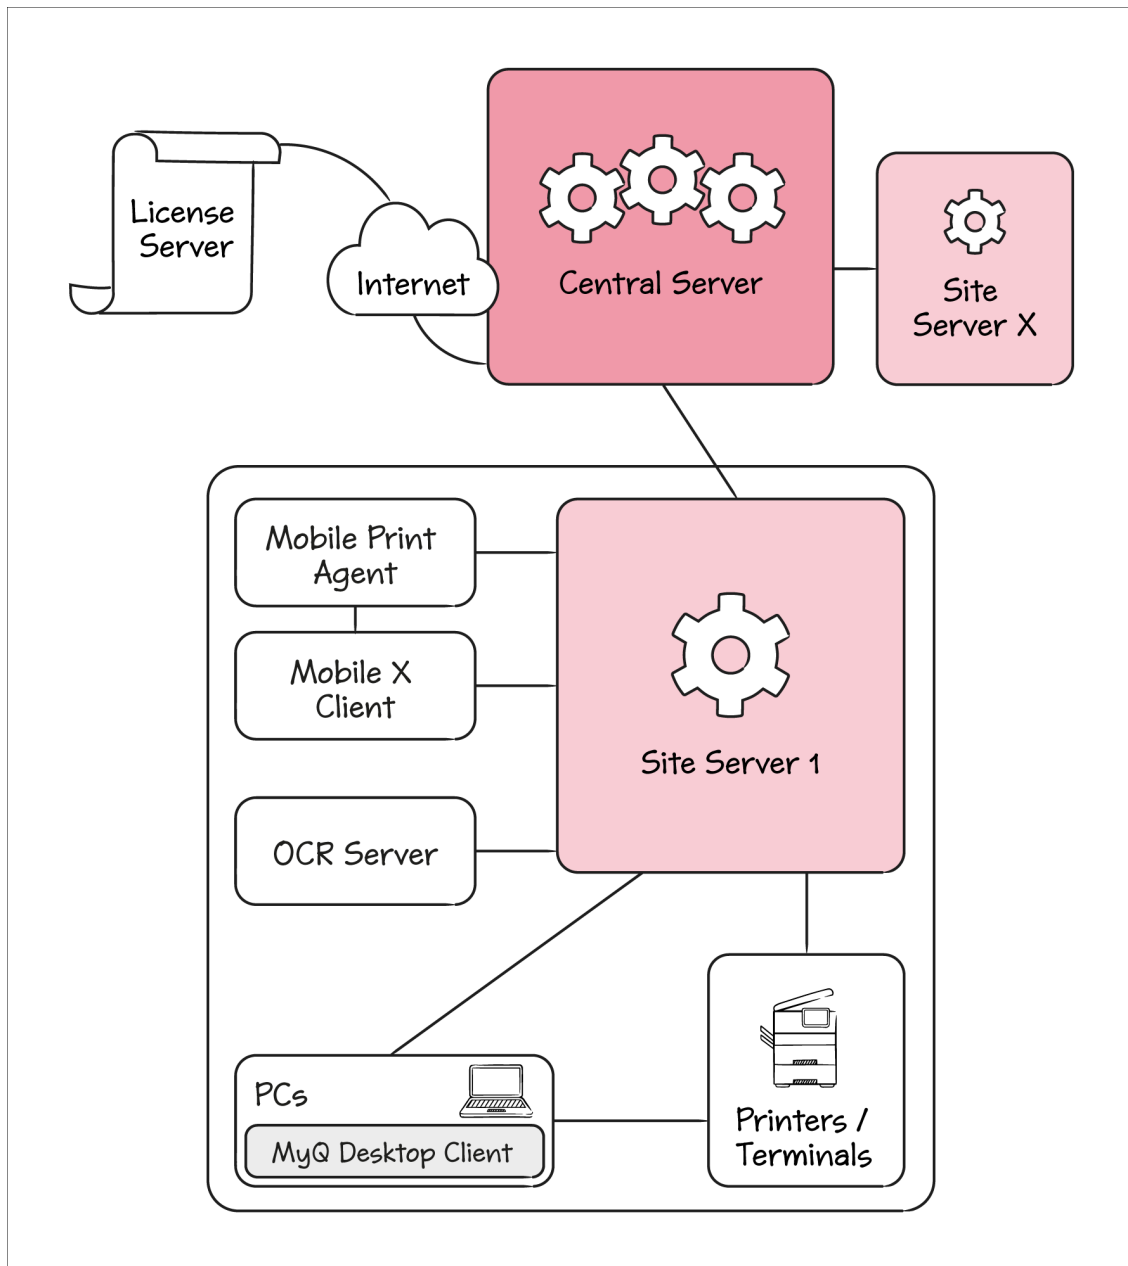 License
Server
Internet
Central Server
Site
Server X
Mobile Print
Agent
Mobile X
Client
Site Server 1
OCR Server
PCs
MyQ Desktop Client
Printers /
Terminals